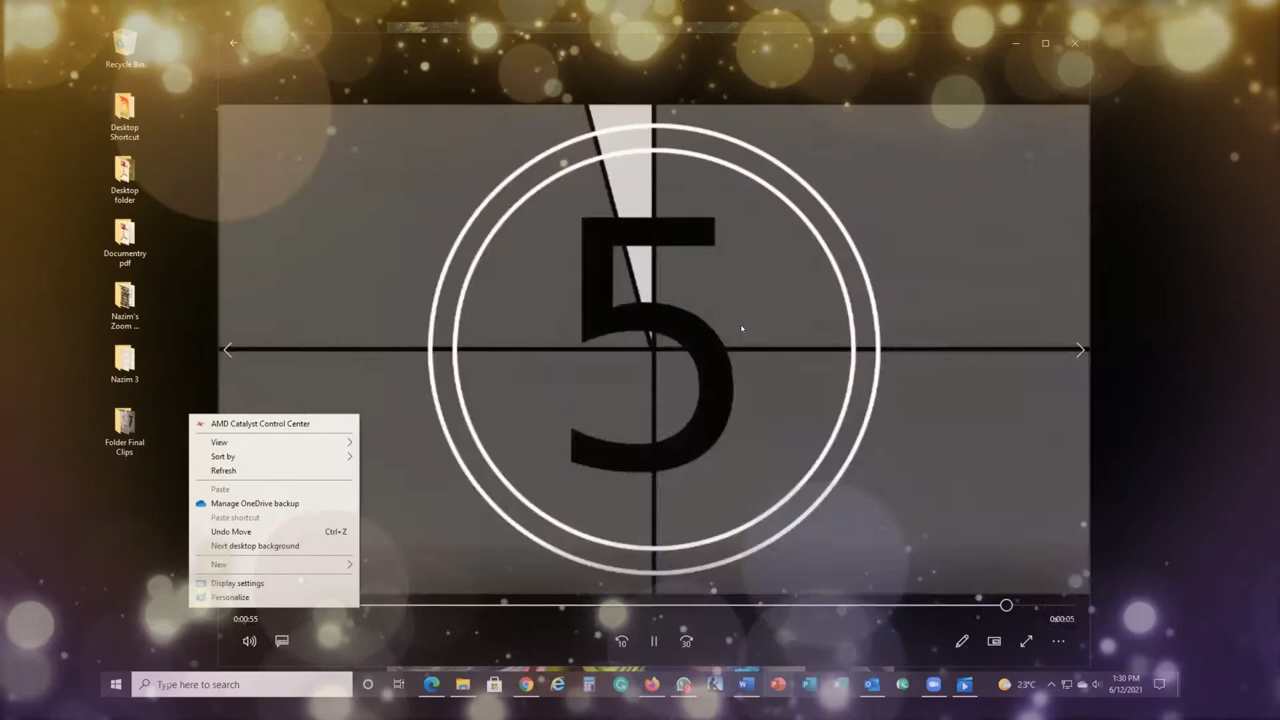 Recycle Bin
Desktop
Shortcut
Desktop
folder
Documentry
pdf
Nazim's
Zoom ...
Nazim 3
Folder Final
Clips
5
AMD Catalyst Control Center
View
Sort by
Refresh
Paste
Manage OneDrive backup
Paste shortcut
Undo Move Ctrl+Z
Next desktop background
New
Display settings
Personalize
0:00:55
0:00:05
10
30
Type here to search
23°C
1:30 PM
6/12/2021